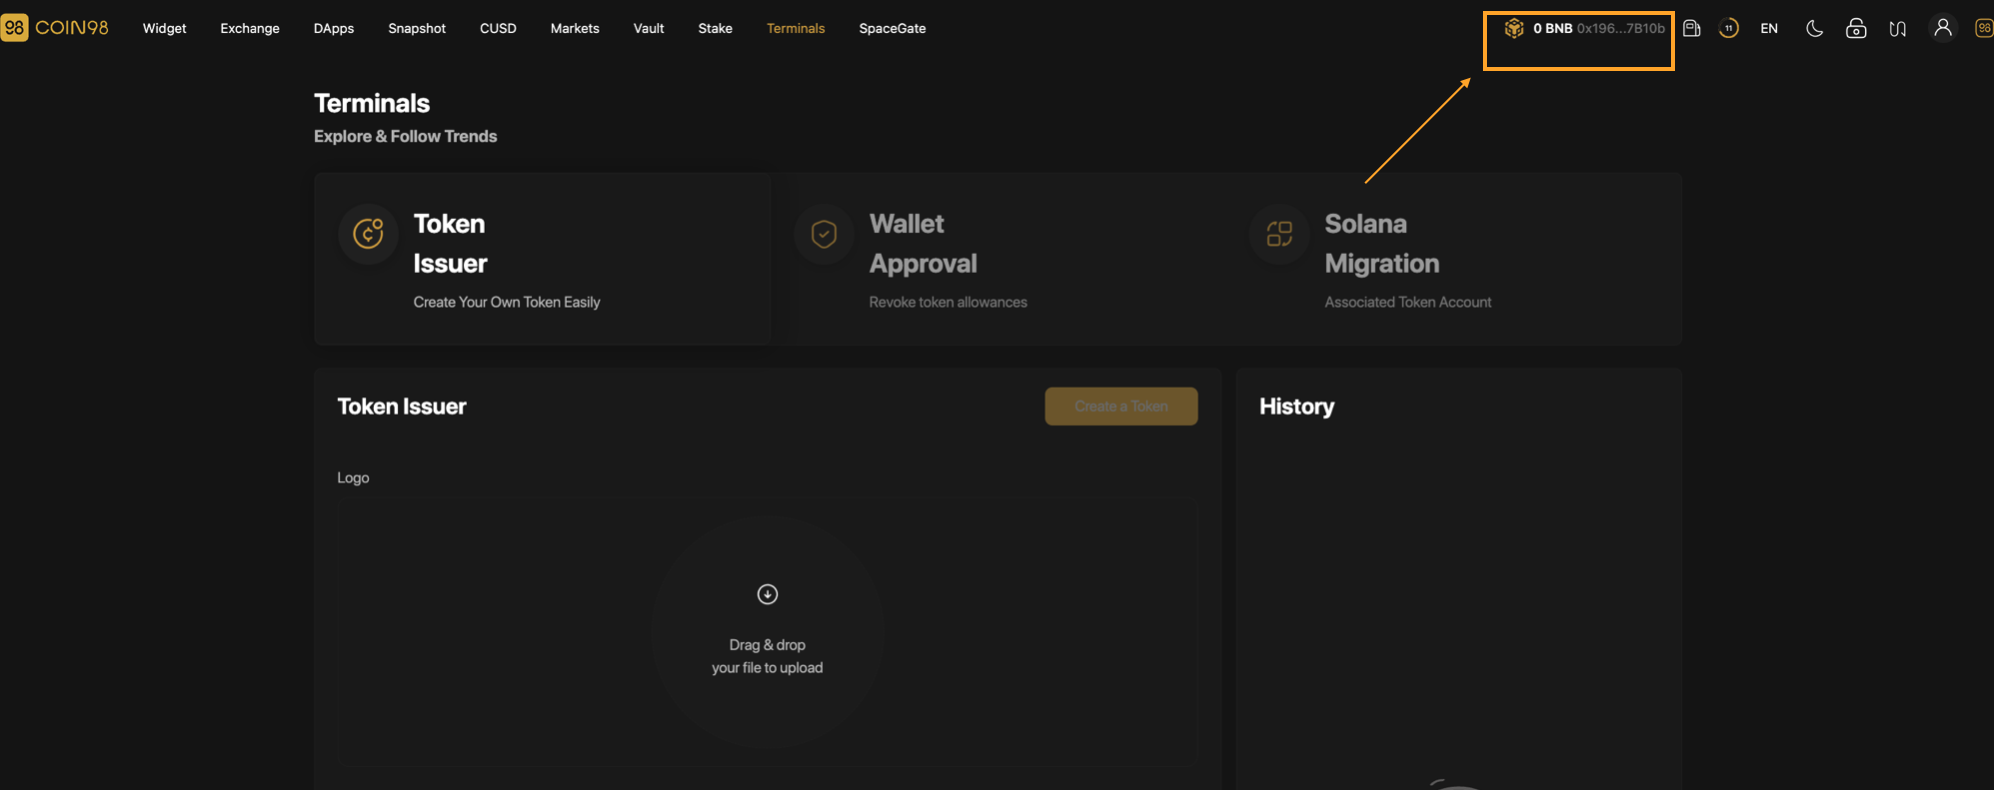 98 COIN98 Widget Exchange DApps Snapshot CUSD Markets Vault Stake Terminals SpaceGate 0 BNB 0x196...7B10b 11 EN 98
Terminals
Explore & Follow Trends
Token
Issuer
Create Your Own Token Easily
Wallet
Approval
Revoke token allowances
Solana
Migration
Associated Token Account
Token Issuer
Create a Token
History
Logo
Drag & drop
your file to upload